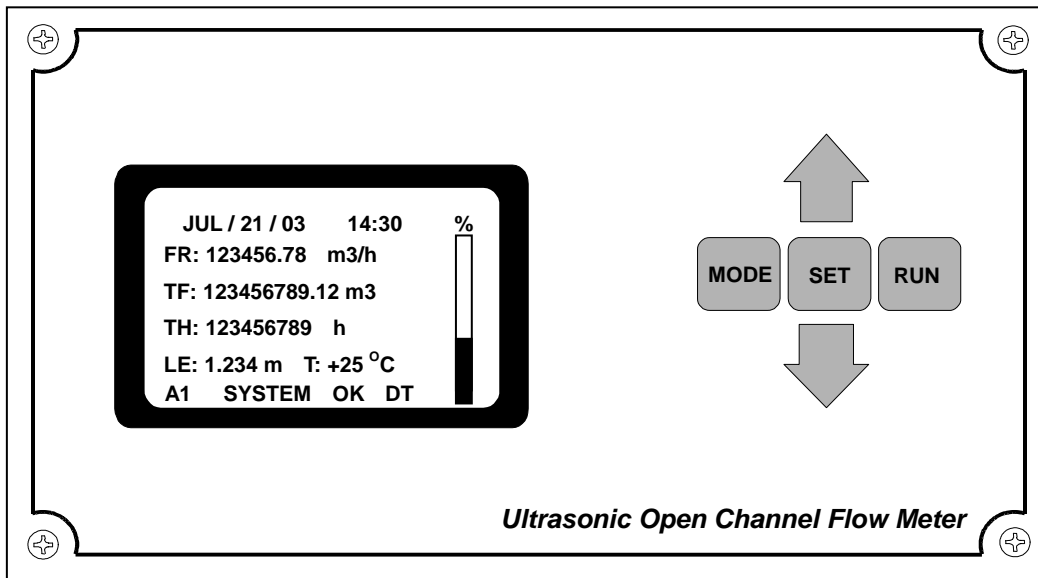 JUL / 21 / 03 14:30 %
FR: 123456.78 m3/h
TF: 123456789.12 m3
TH: 123456789 h
LE: 1.234 m T: +25 °C
A1 SYSTEM OK DT
MODE SET RUN
Ultrasonic Open Channel Flow Meter